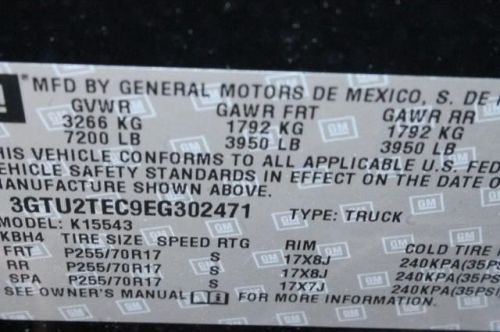 GM
MFD BY GENERAL MOTORS DE MEXICO, S. DE
GVWR GAWR FRT GAWR RR
3266 KG 1792 KG 1792 KG
7200 LB 3950 LB 3950 LB
THIS VEHICLE CONFORMS TO ALL APPLICABLE U.S. FED
VEHICLE SAFETY STANDARDS IN EFFECT ON THE DATE O
MANUFACTURE SHOWN ABOVE.
3GTU2TEC9EG302471 TYPE: TRUCK
MODEL: K15543
KBH4 TIRE SIZE SPEED RTG RIM COLD TIRE
FRT P255/70R17 S 17X8J 240KPA(35PSI
RR P255/70R17 S 17X8J 240KPA(35PSI
SPA P255/70R17 S 17X7J 240KPA(35PS
SEE OWNER'S MANUAL FOR MORE INFORMATION